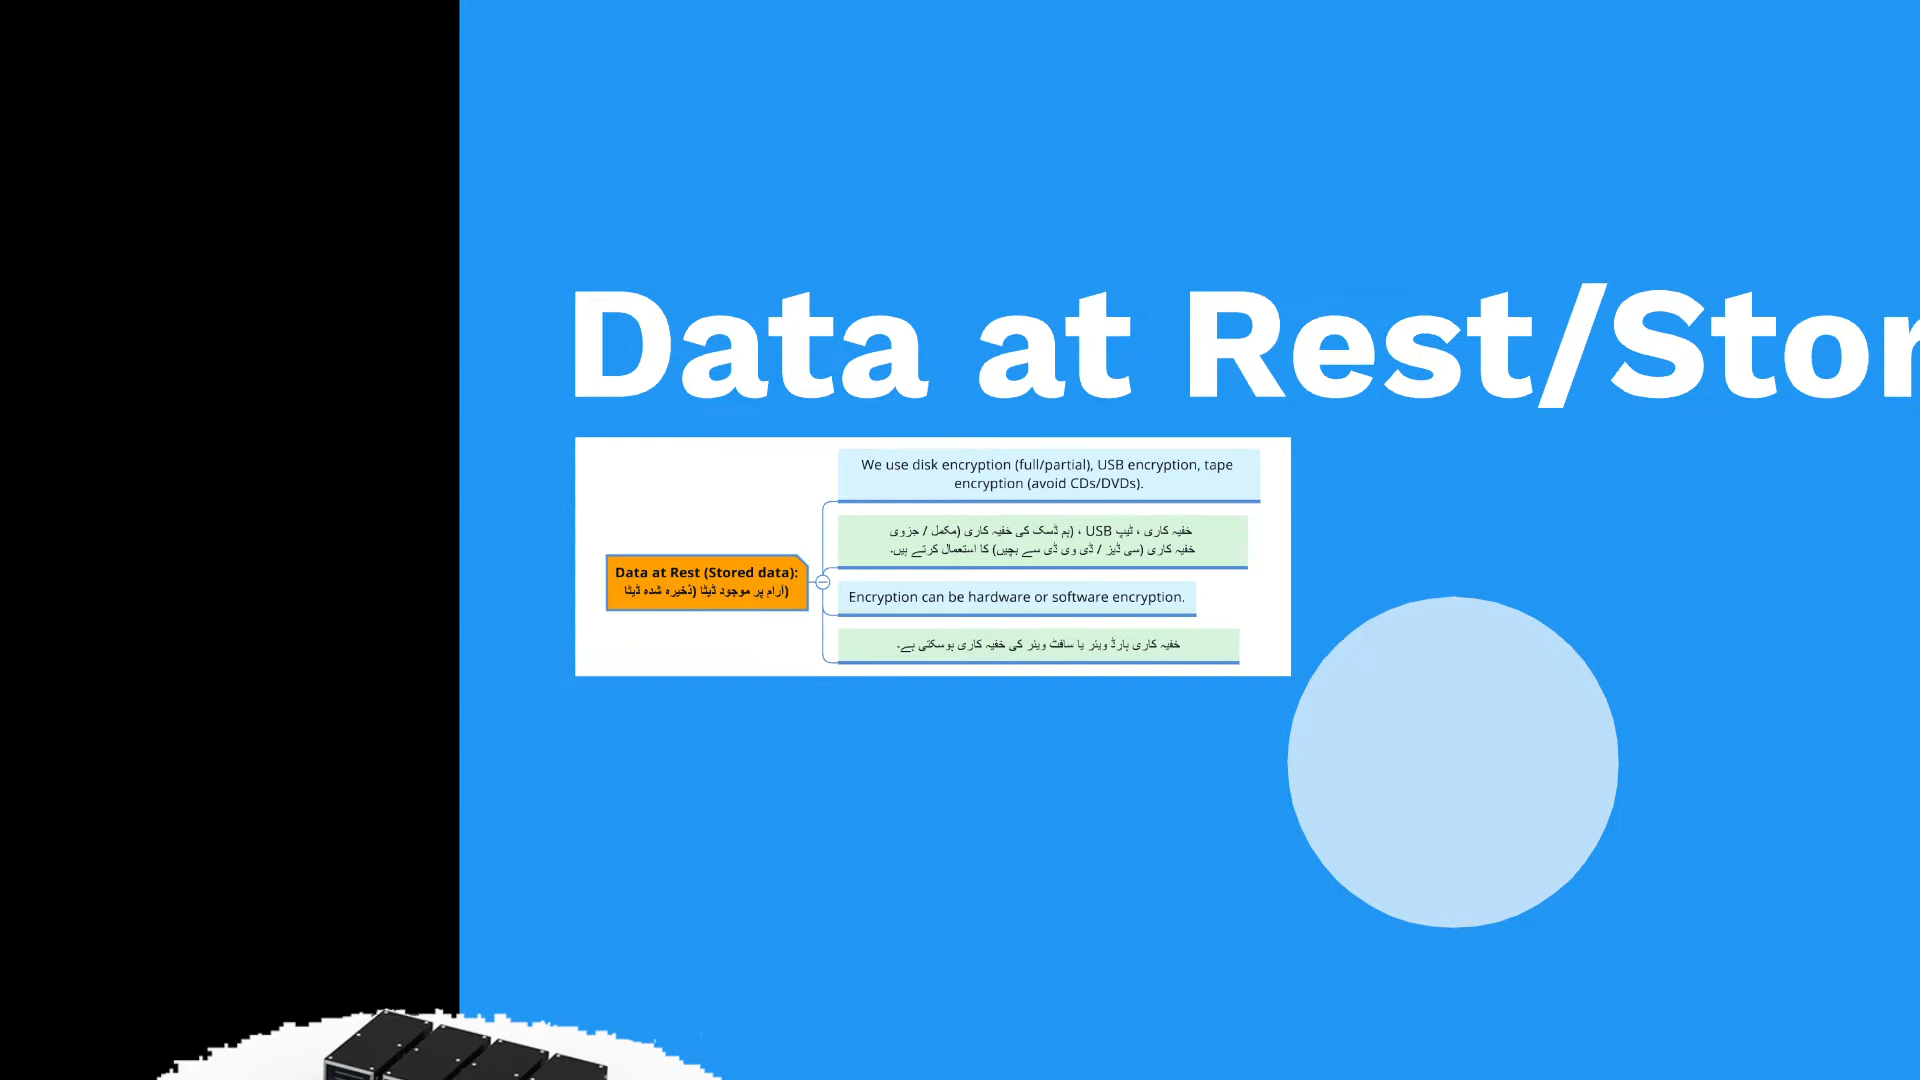 Data at Rest/Stor
We use disk encryption (full/partial), USB encryption, tape
encryption (avoid CDs/DVDs).
خفیہ کاری ، ٹیپ USB ، (ہم ڈسک کی خفیہ کاری (مکمل / جزوی
خفیہ کاری (سی ڈیز / ڈی وی ڈی سے بچیں) کا استعمال کرتے ہیں۔
Data at Rest (Stored data):
(آرام پر موجود ڈیٹا (ذخیرہ شدہ ڈیٹا
Encryption can be hardware or software encryption.
خفیہ کاری ہارڈ ویئر یا سافٹ ویئر کی خفیہ کاری ہوسکتی ہے۔